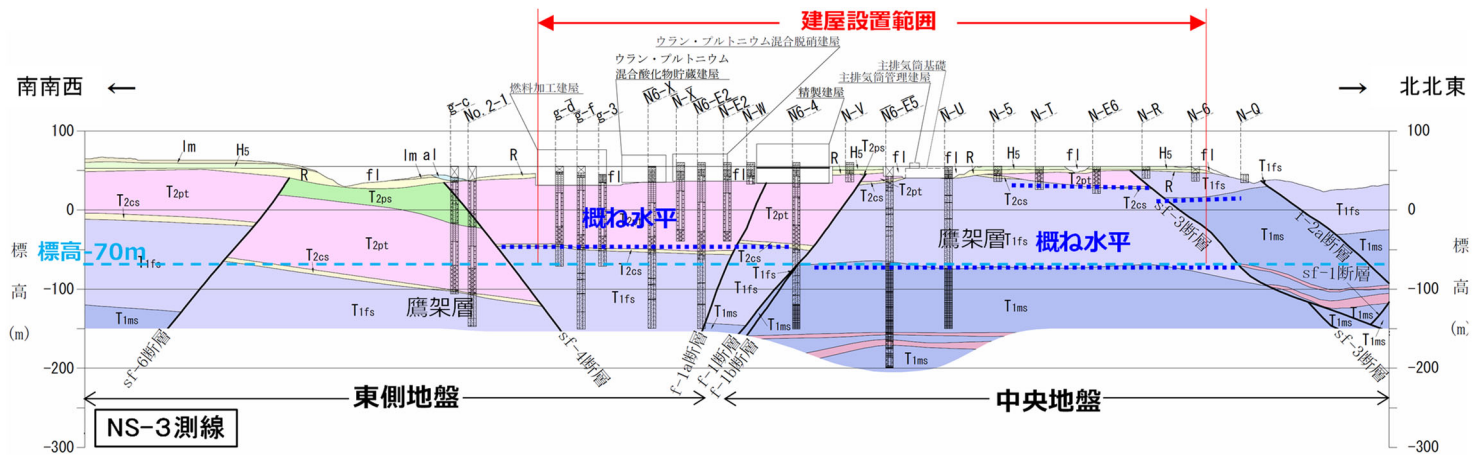 建屋設置範囲
ウラン・プルトニウム混合脱硝建屋
ウラン・プルトニウム
混合酸化物貯蔵建屋
主排気筒基礎
主排気筒管理建屋
燃料加工建屋
精製建屋
南南西 ←
→ 北北東
g-c
No.2-1
g-d
g-f
g-3
N6-X
N-X
N6-E2
N-E2
N-W
N6-4
N-V
N6-E5
N-U
N-5
N-T
N-E6
N-R
N-6
N-Q
100
0
-100
-200
-300
標
高
(m)
100
0
-100
-200
-300
標
高
(m)
lm
H5
R
fl
lm
al
R
fl
fl
R
H5
T2ps
fl
fl
R
H5
fl
H5
fl
R
T2pt
T2cs
T1fs
T1ms
T2ps
T2pt
T2cs
T1fs
T2cs
T2pt
T1fs
T1fs
T1ms
T1ms
T2pt
T2cs
T1fs
T1ms
T1ms
T2pt
T2cs
T1fs
T1fs
T1ms
T1ms
T1ms
T1ms
標高-70m
概ね水平
概ね水平
鷹架層
鷹架層
sf-6断層
sf-4断層
f-1a断層
f-1断層
f-1b断層
sf-3断層
f-2a断層
sf-1断層
sf-3断層
東側地盤
中央地盤
NS-3測線